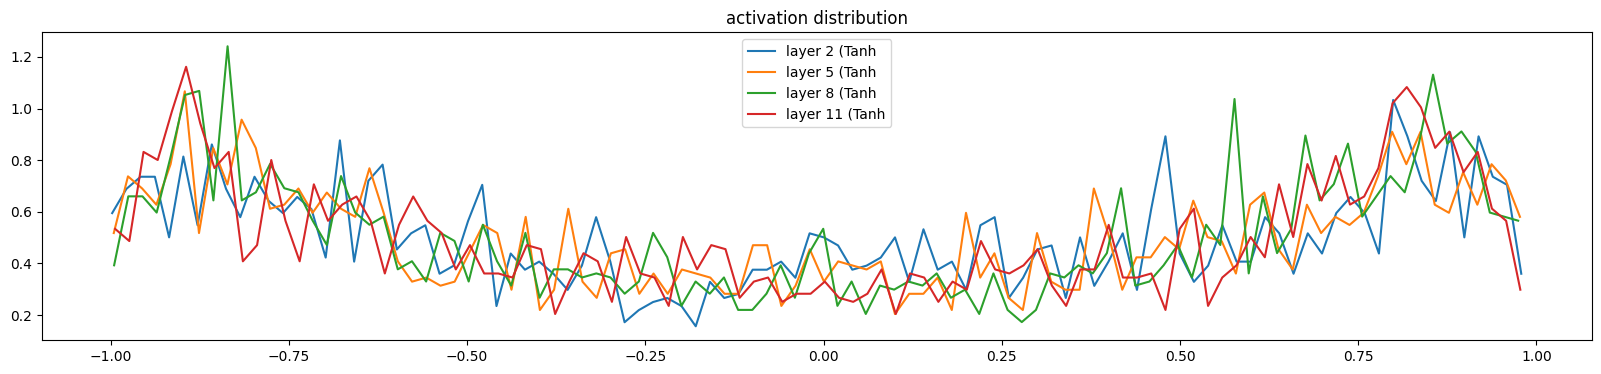 activation distribution
layer 2 (Tanh
layer 5 (Tanh
layer 8 (Tanh
layer 11 (Tanh
1.2
1.0
0.8
0.6
0.4
0.2
−1.00 −0.75 −0.50 −0.25 0.00 0.25 0.50 0.75 1.00